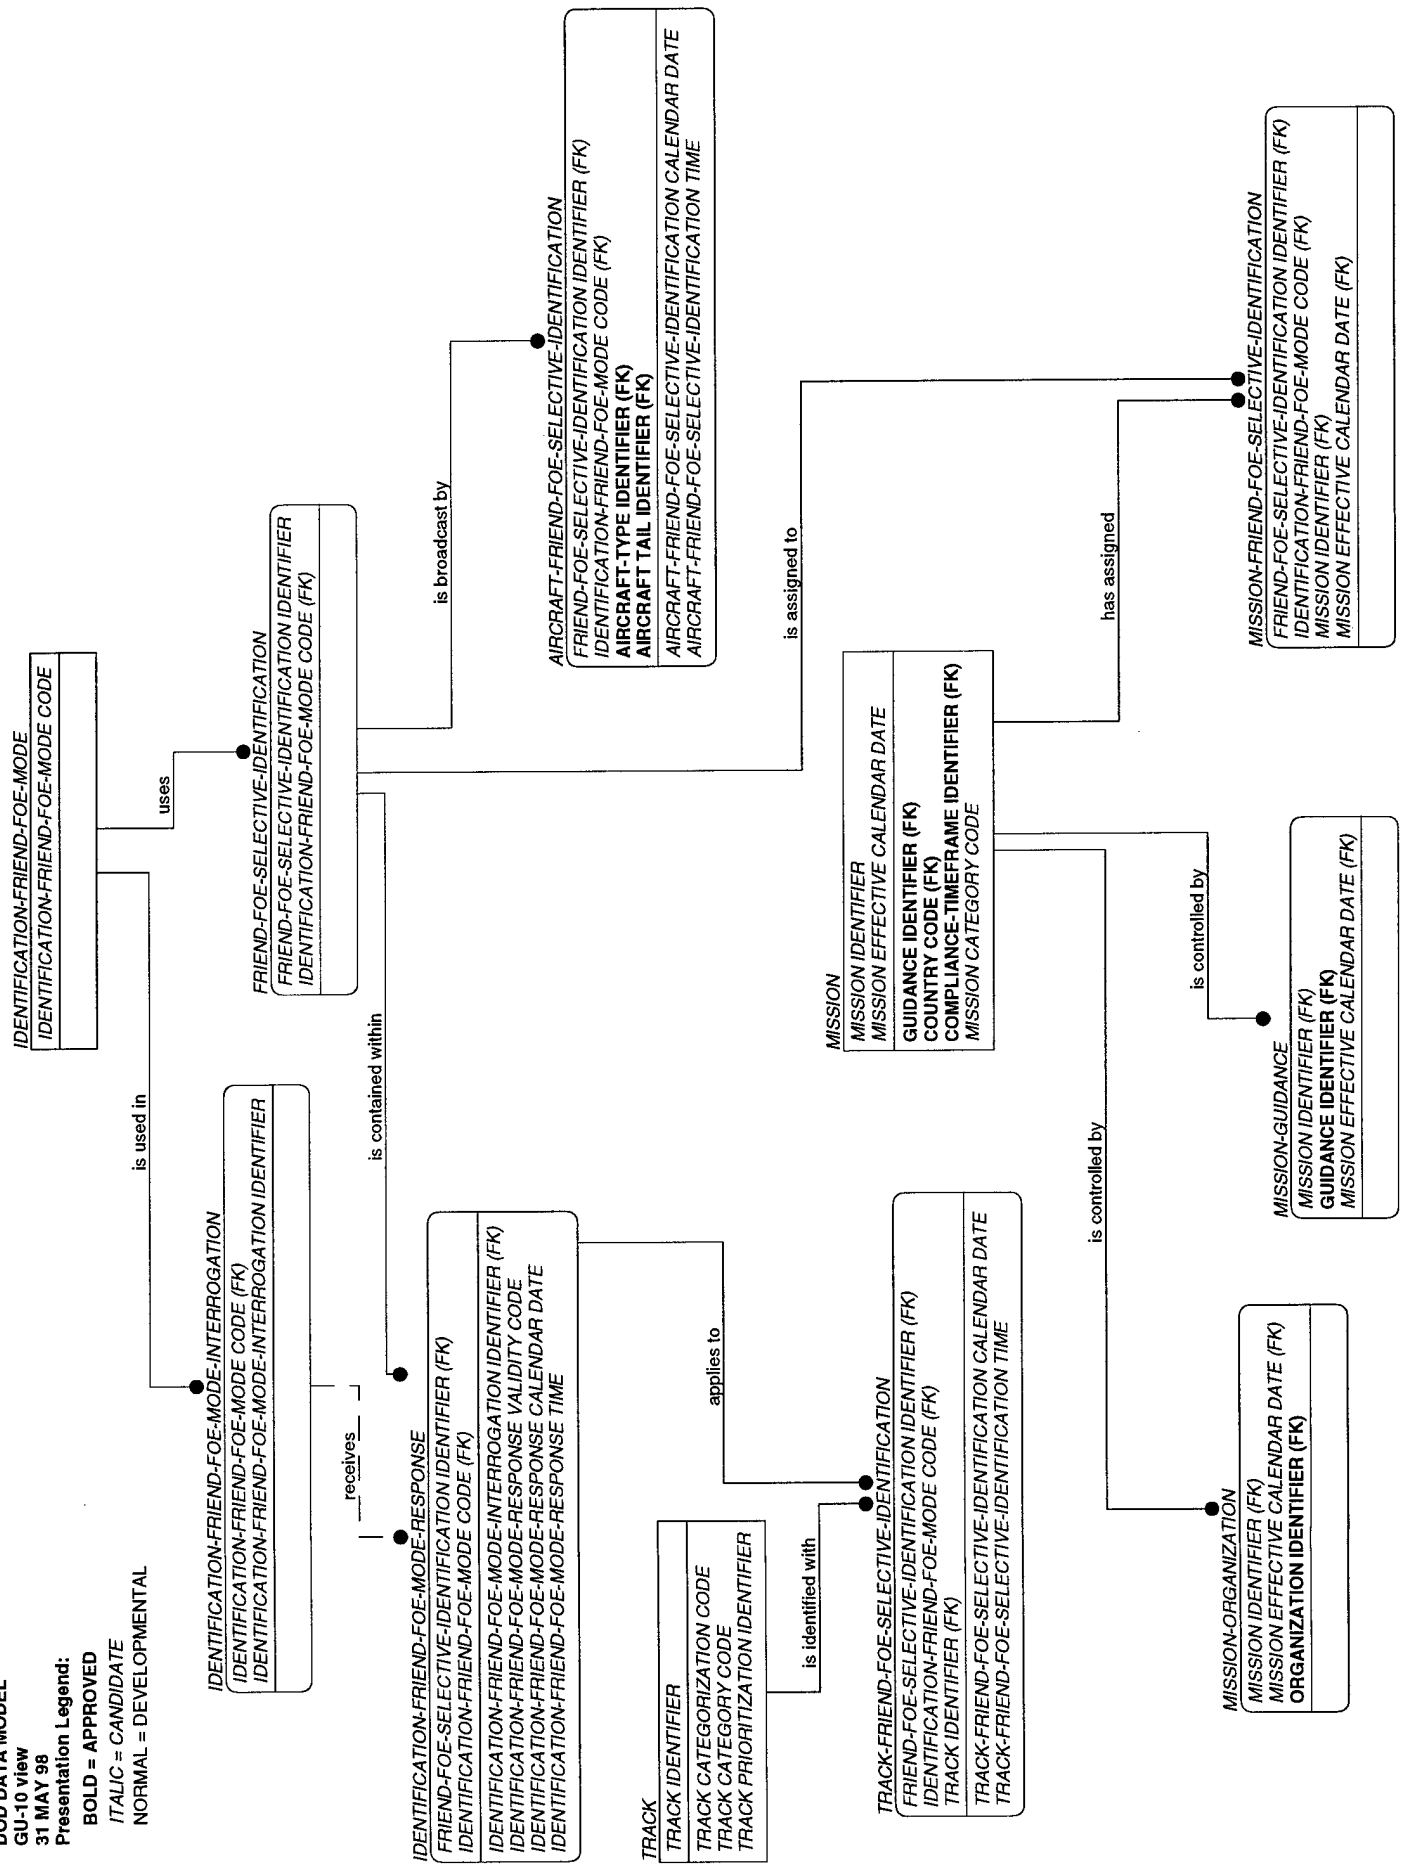 DOD DATA MODEL
GU-10 view
31 MAY 98
Presentation Legend:
BOLD = APPROVED
ITALIC = CANDIDATE
NORMAL = DEVELOPMENTAL
IDENTIFICATION-FRIEND-FOE-MODE
IDENTIFICATION-FRIEND-FOE-MODE CODE
is used in
uses
IDENTIFICATION-FRIEND-FOE-MODE-INTERROGATION
IDENTIFICATION-FRIEND-FOE-MODE CODE (FK)
IDENTIFICATION-FRIEND-FOE-MODE-INTERROGATION IDENTIFIER
FRIEND-FOE-SELECTIVE-IDENTIFICATION
FRIEND-FOE-SELECTIVE-IDENTIFICATION IDENTIFIER
IDENTIFICATION-FRIEND-FOE-MODE CODE (FK)
receives
is contained within
is broadcast by
IDENTIFICATION-FRIEND-FOE-MODE-RESPONSE
FRIEND-FOE-SELECTIVE-IDENTIFICATION IDENTIFIER (FK)
IDENTIFICATION-FRIEND-FOE-MODE CODE (FK)
IDENTIFICATION-FRIEND-FOE-MODE-INTERROGATION IDENTIFIER (FK)
IDENTIFICATION-FRIEND-FOE-MODE-RESPONSE VALIDITY CODE
IDENTIFICATION-FRIEND-FOE-MODE-RESPONSE CALENDAR DATE
IDENTIFICATION-FRIEND-FOE-MODE-RESPONSE TIME
AIRCRAFT-FRIEND-FOE-SELECTIVE-IDENTIFICATION
FRIEND-FOE-SELECTIVE-IDENTIFICATION IDENTIFIER (FK)
IDENTIFICATION-FRIEND-FOE-MODE CODE (FK)
AIRCRAFT-TYPE IDENTIFIER (FK)
AIRCRAFT TAIL IDENTIFIER (FK)
AIRCRAFT-FRIEND-FOE-SELECTIVE-IDENTIFICATION CALENDAR DATE
AIRCRAFT-FRIEND-FOE-SELECTIVE-IDENTIFICATION TIME
applies to
is assigned to
TRACK
TRACK IDENTIFIER
TRACK CATEGORIZATION CODE
TRACK CATEGORY CODE
TRACK PRIORITIZATION IDENTIFIER
is identified with
MISSION
MISSION IDENTIFIER
MISSION EFFECTIVE CALENDAR DATE
GUIDANCE IDENTIFIER (FK)
COUNTRY CODE (FK)
COMPLIANCE-TIMEFRAME IDENTIFIER (FK)
MISSION CATEGORY CODE
TRACK-FRIEND-FOE-SELECTIVE-IDENTIFICATION
FRIEND-FOE-SELECTIVE-IDENTIFICATION IDENTIFIER (FK)
IDENTIFICATION-FRIEND-FOE-MODE CODE (FK)
TRACK IDENTIFIER (FK)
TRACK-FRIEND-FOE-SELECTIVE-IDENTIFICATION CALENDAR DATE
TRACK-FRIEND-FOE-SELECTIVE-IDENTIFICATION TIME
is controlled by
is controlled by
has assigned
MISSION-ORGANIZATION
MISSION IDENTIFIER (FK)
MISSION EFFECTIVE CALENDAR DATE (FK)
ORGANIZATION IDENTIFIER (FK)
MISSION-GUIDANCE
MISSION IDENTIFIER (FK)
GUIDANCE IDENTIFIER (FK)
MISSION EFFECTIVE CALENDAR DATE (FK)
MISSION-FRIEND-FOE-SELECTIVE-IDENTIFICATION
FRIEND-FOE-SELECTIVE-IDENTIFICATION IDENTIFIER (FK)
IDENTIFICATION-FRIEND-FOE-MODE CODE (FK)
MISSION IDENTIFIER (FK)
MISSION EFFECTIVE CALENDAR DATE (FK)